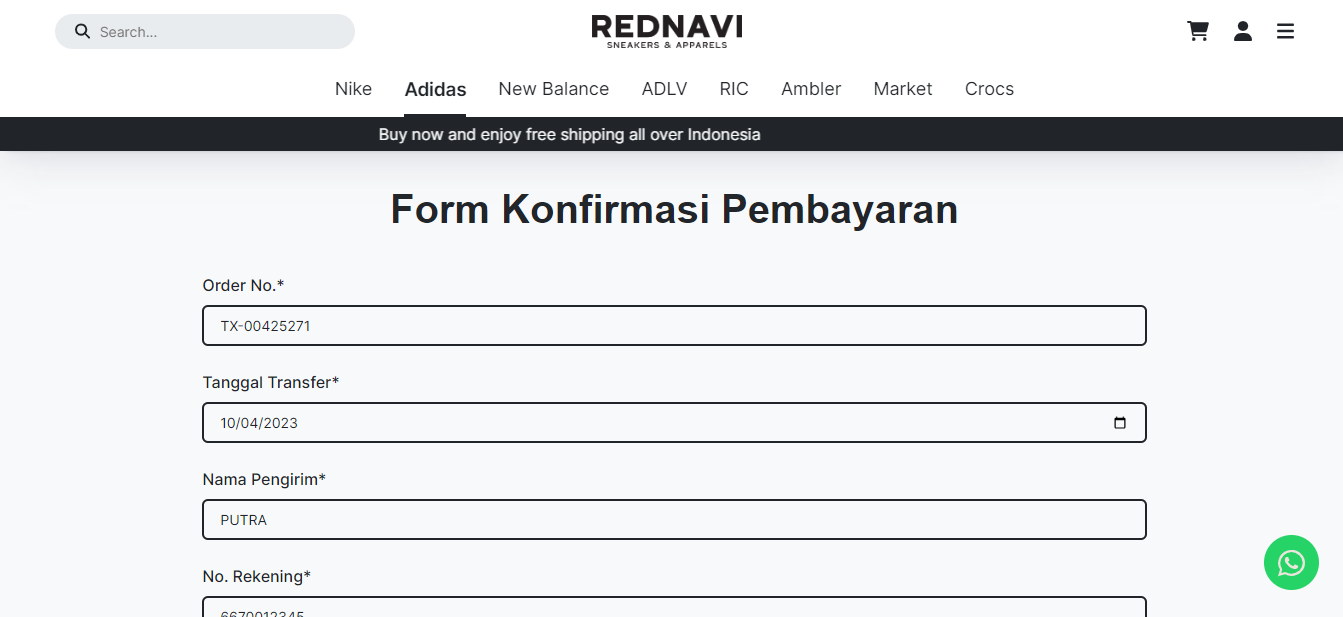 Search...
REDNAVI
SNEAKERS & APPARELS
Nike Adidas New Balance ADLV RIC Ambler Market Crocs
Buy now and enjoy free shipping all over Indonesia
Form Konfirmasi Pembayaran
Order No.*
TX-00425271
Tanggal Transfer*
10/04/2023
Nama Pengirim*
PUTRA
No. Rekening*
6670012345